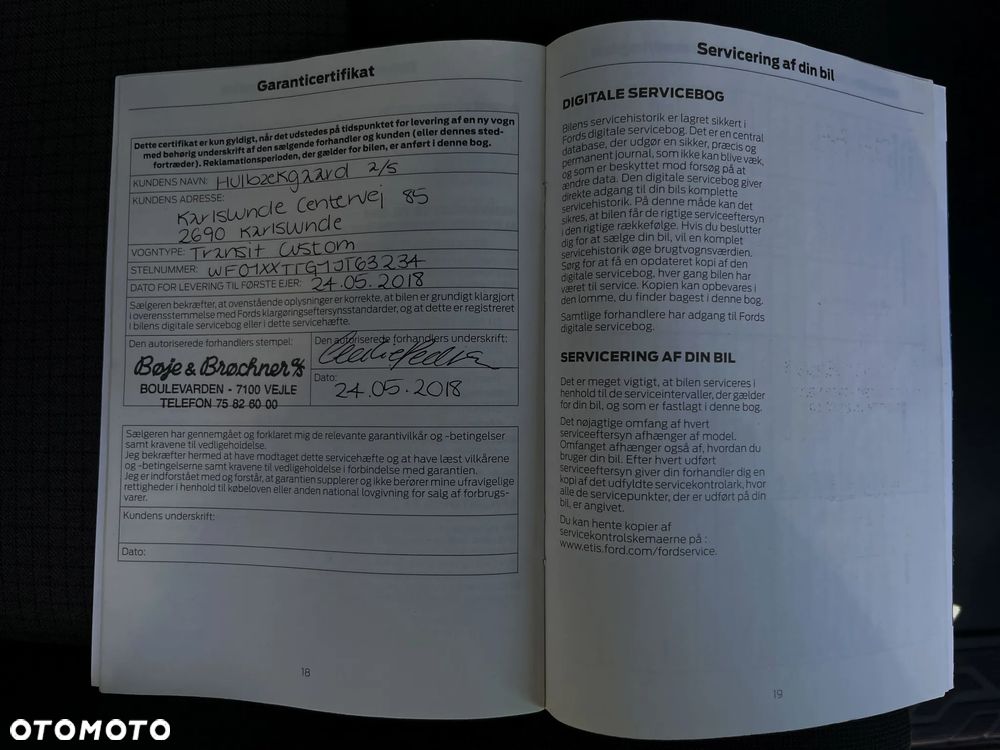 Garanticertifikat
Dette certifikat er kun gyldigt, når det udstedes på tidspunktet for levering af en ny vogn
med behørig underskrift af den sælgende forhandler og kunden (eller dennes sted-
fortræder). Reklamationsperioden, der gælder for bilen, er anført i denne bog.
KUNDENS NAVN: Hulbækgaard
KUNDENS ADRESSE:
Karlslunde Centervej 85
2690 Karlslunde
VOGNTYPE: Transit Custom
STELNUMMER:
DATO FOR LEVERING TIL FØRSTE EJER: 24.05.2018
Sælgeren bekræfter, at ovenstående oplysninger er korrekte, at bilen er grundigt klargjort
i overensstemmelse med Fords klargøringseftersynsstandarder, og at dette er registreret
i bilens digitale servicebog eller i dette servicehæfte.
Den autoriserede forhandlers stempel:
Bøje & Brøchner A/S
BOULEVARDEN - 7100 VEJLE
TELEFON 75 82 60 00
Den autoriserede forhandlers underskrift:
Dato:
24.05.2018
Sælgeren har gennemgået og forklaret mig de relevante garantivilkår og -betingelser
samt kravene til vedligeholdelse.
Jeg bekræfter hermed at have modtaget dette servicehæfte og at have læst vilkårene
og -betingelserne samt kravene til vedligeholdelse i forbindelse med garantien.
Jeg er indforstået med og forstår, at garantien supplerer og ikke berører mine ufravigelige
rettigheder i henhold til købeloven eller anden national lovgivning for salg af forbrugs-
varer.
Kundens underskrift:
Dato:
18
Servicering af din bil
DIGITALE SERVICEBOG
Bilens servicehistorik er lagret sikkert i
Fords digitale servicebog. Det er en central
database, der udgør en sikker, præcis og
permanent journal, som ikke kan blive væk,
og som er beskyttet mod forsøg på at
ændre data. Den digitale servicebog giver
direkte adgang til din bils komplette
servicehistorik. På denne måde kan det
sikres, at bilen får de rigtige serviceeftersyn
i den rigtige rækkefølge. Hvis du beslutter
dig for at sælge din bil, vil en komplet
servicehistorik øge brugtvognsværdien.
Sørg for at få en opdateret kopi af den
digitale servicebog, hver gang bilen har
været til service. Kopien kan opbevares i
den lomme, du finder bagest i denne bog.
Samtlige forhandlere har adgang til Fords
digitale servicebog.
SERVICERING AF DIN BIL
Det er meget vigtigt, at bilen serviceres i
henhold til de serviceintervaller, der gælder
for din bil, og som er fastlagt i denne bog.
Det nøjagtige omfang af hvert
serviceeftersyn afhænger af model.
Omfanget afhænger også af, hvordan du
bruger din bil. Efter hvert udført
serviceeftersyn giver din forhandler dig en
kopi af det udfyldte servicekontrolark, hvor
alle de servicepunkter, der er udført på din
bil, er angivet.
Du kan hente kopier af
servicekontrolskemaerne på :
www.etis.ford.com/fordservice.
19
OTOMOTO